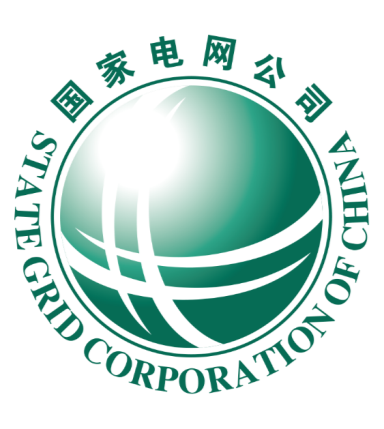 国家电网公司
STATE GRID CORPORATION OF CHINA